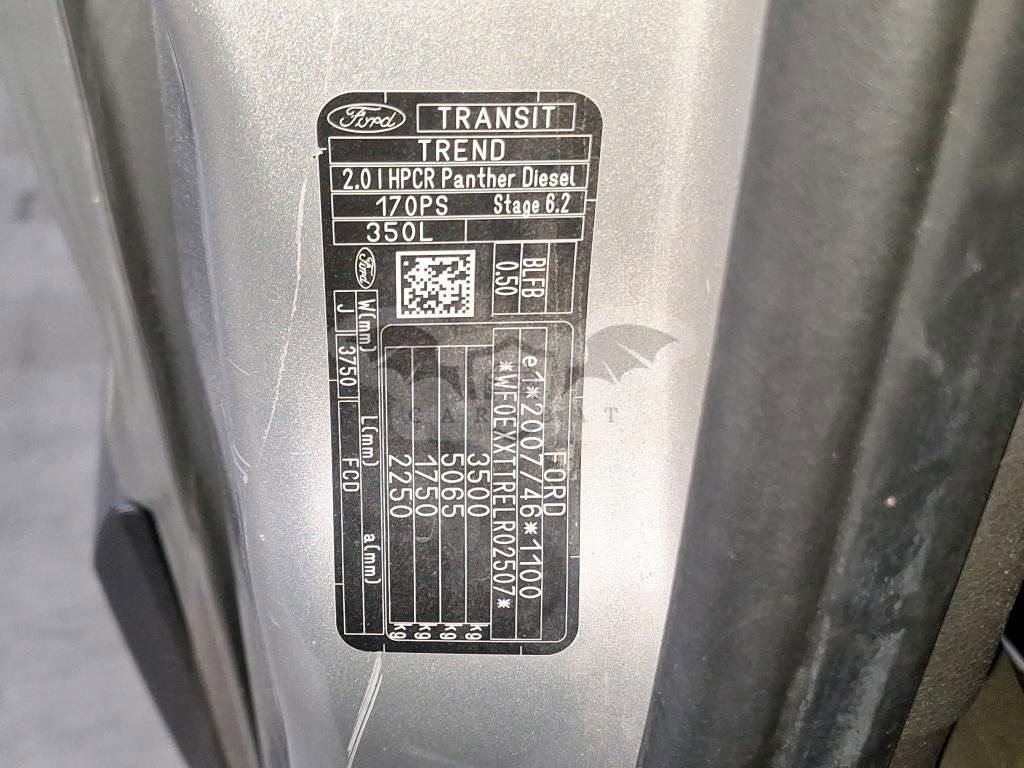 Ford TRANSIT
TREND
2.0 l HPCR Panther Diesel
170PS Stage 6.2
350L
Ford
BLFB
0.50
FORD
e1*2007/46*1100
*WF0EXXTTRELR02507*
3500 kg
5065 kg
1750 kg
2250 kg
W(mm) L(mm) a(mm)
J 3750 FCD